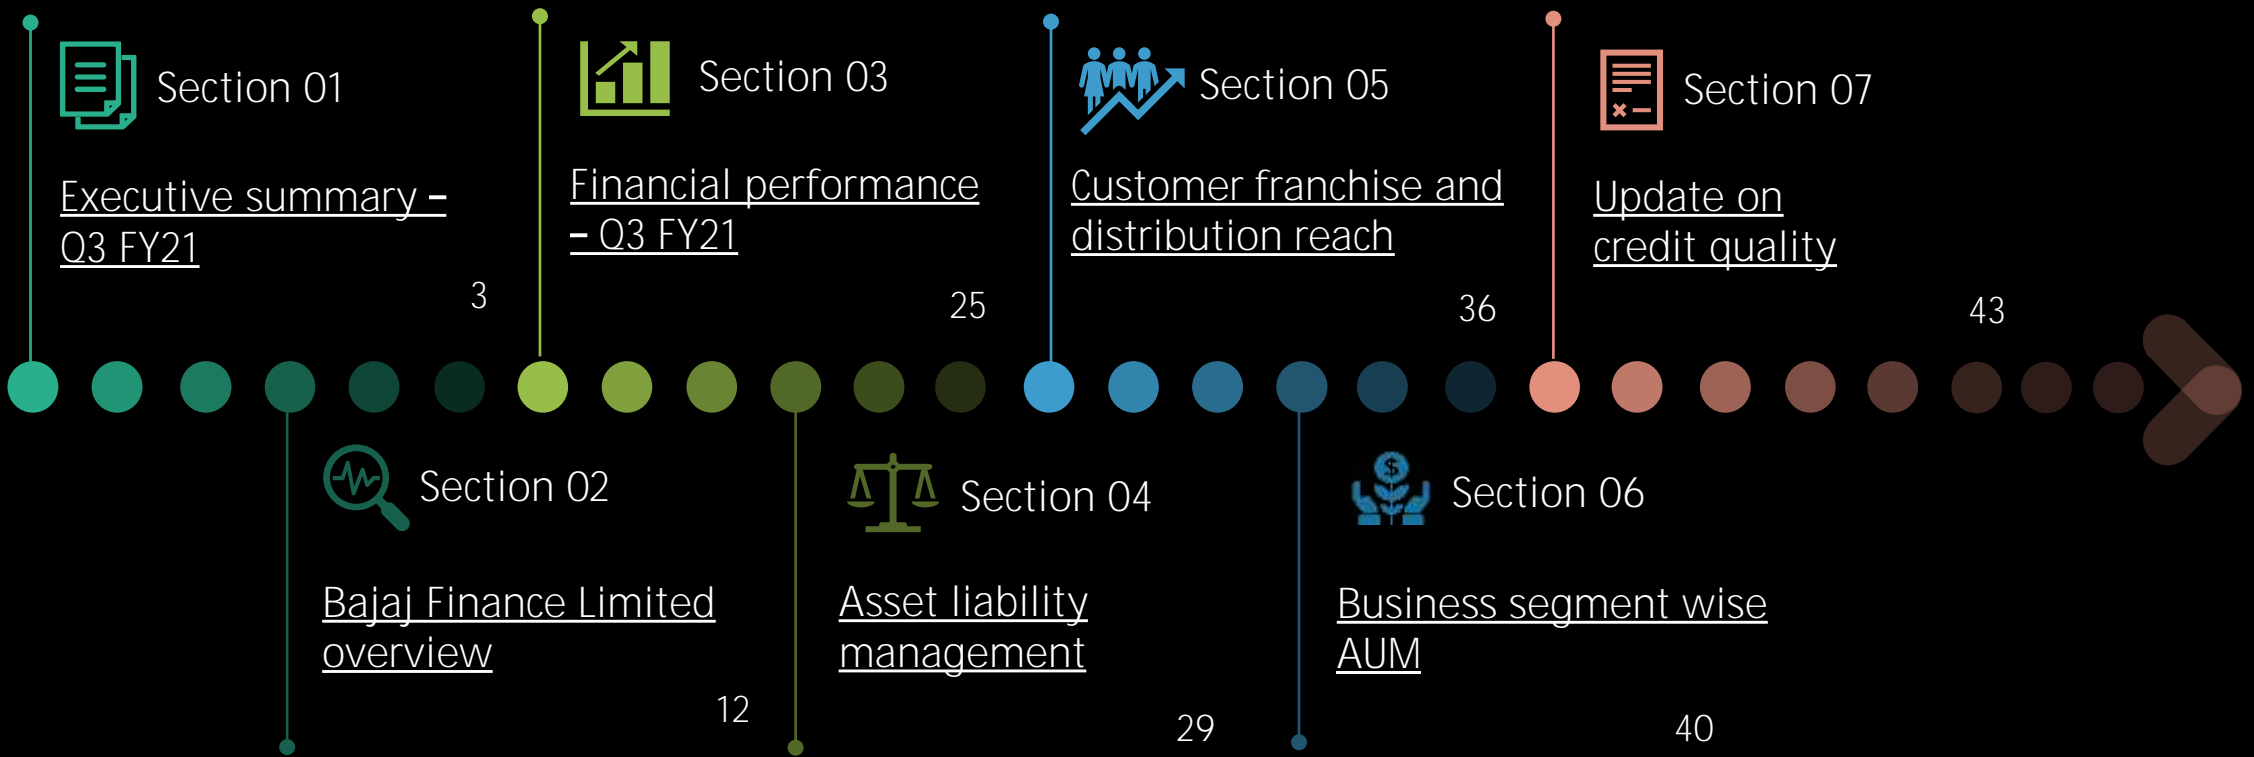 Section 01
Executive summary –
Q3 FY21
3
Section 02
Bajaj Finance Limited
overview
12
Section 03
Financial performance
– Q3 FY21
25
Section 04
Asset liability
management
29
Section 05
Customer franchise and
distribution reach
36
Section 06
Business segment wise
AUM
40
Section 07
Update on
credit quality
43